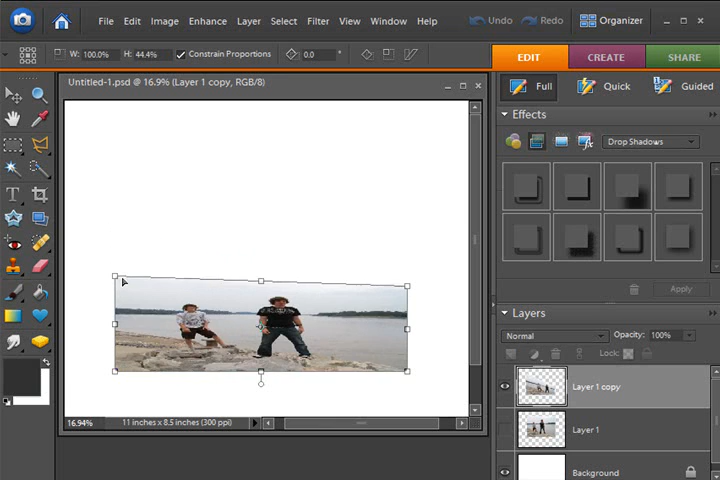 File Edit Image Enhance Layer Select Filter View Window Help Undo Redo Organizer
W: 100.0% H: 44.4% Constrain Proportions 0.0 °
EDIT CREATE SHARE
Untitled-1.psd @ 16.9% (Layer 1 copy, RGB/8)
Full Quick Guided
Effects
Drop Shadows
Apply
Layers
Normal Opacity: 100%
Lock:
Layer 1 copy
Layer 1
Background
16.94% 11 inches x 8.5 inches (300 ppi)